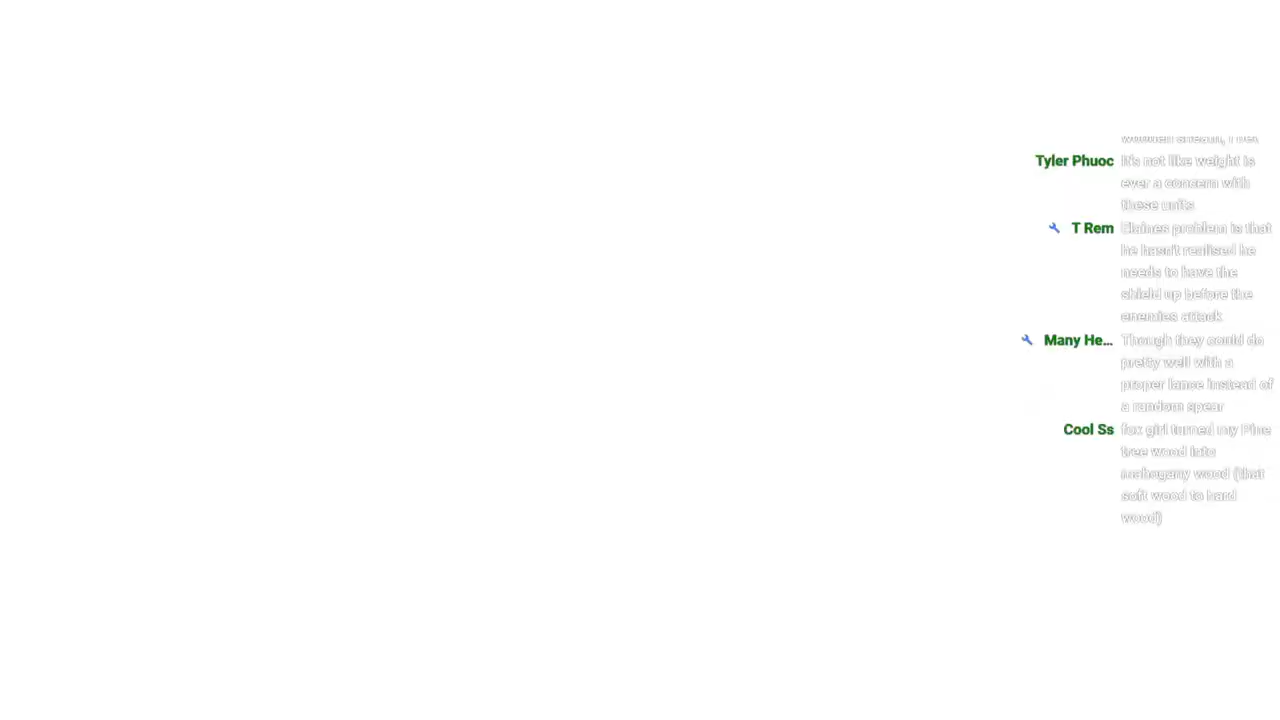 Tyler Phuoc It's not like weight is
ever a concern with
these units
T Rem Elaines problem is that
he hasn't realised he
needs to have the
shield up before the
enemies attack
Many He... Though they could do
pretty well with a
proper lance instead of
a random spear
Cool Ss fox girl turned my Pine
tree wood into
mahogany wood (that
soft wood to hard
wood)